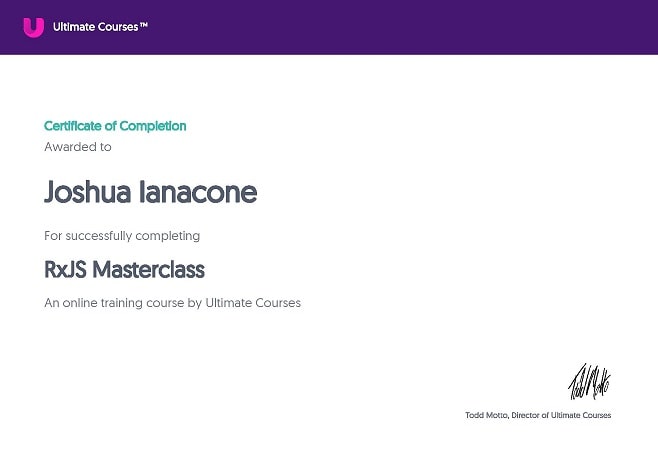 Ultimate Courses™
Certificate of Completion
Awarded to
Joshua Ianacone
For successfully completing
RxJS Masterclass
An online training course by Ultimate Courses
Todd Motto
Todd Motto, Director of Ultimate Courses